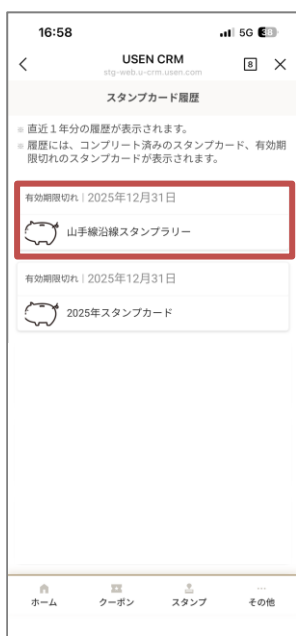 16:58
5G 38
USEN CRM
stg-web.u-crm.usen.com
8
スタンプカード履歴
※ 直近１年分の履歴が表示されます。
※ 履歴には、コンプリート済みのスタンプカード、有効期
限切れのスタンプカードが表示されます。
有効期限切れ | 2025年12月31日
山手線沿線スタンプラリー
有効期限切れ | 2025年12月31日
2025年スタンプカード
ホーム クーポン スタンプ その他